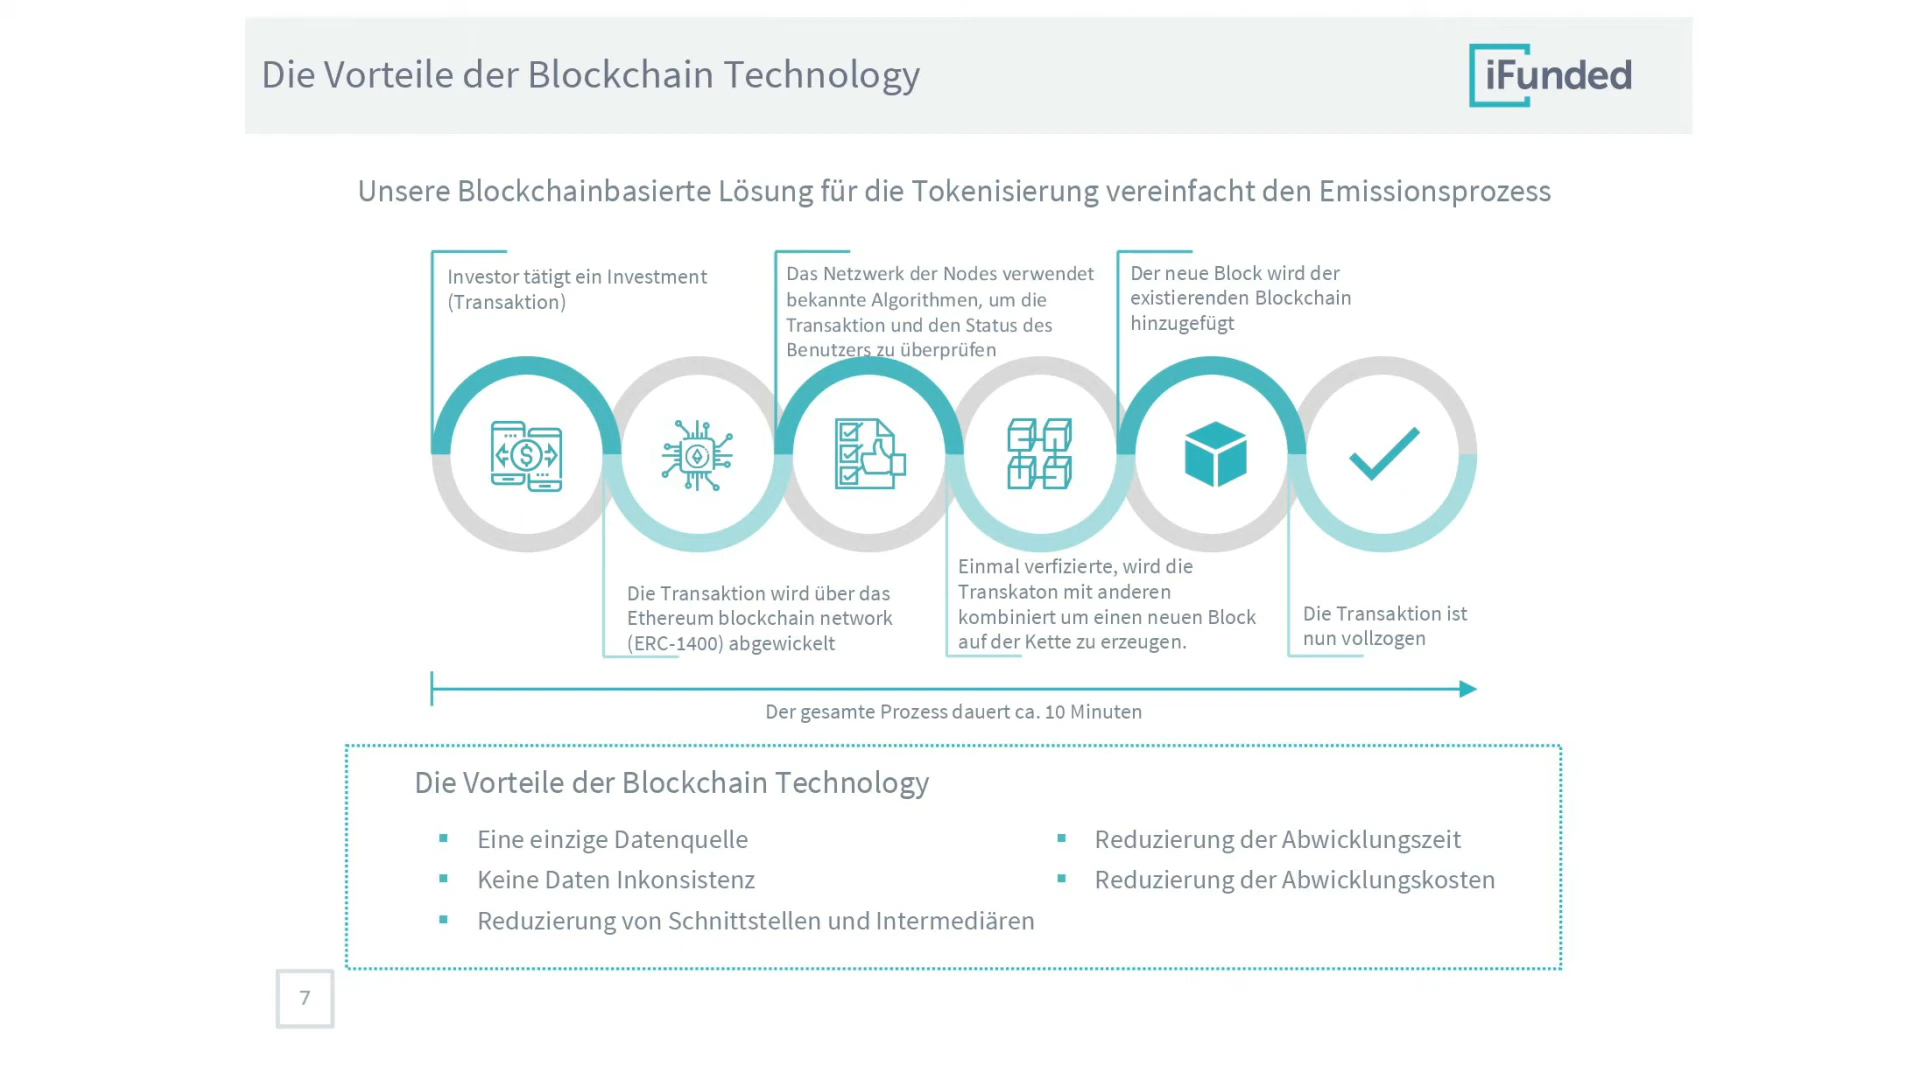 Die Vorteile der Blockchain Technology
iFunded
Unsere Blockchainbasierte Lösung für die Tokenisierung vereinfacht den Emissionsprozess
Investor tätigt ein Investment
(Transaktion)
Das Netzwerk der Nodes verwendet
bekannte Algorithmen, um die
Transaktion und den Status des
Benutzers zu überprüfen
Der neue Block wird der
existierenden Blockchain
hinzugefügt
$
Die Transaktion wird über das
Ethereum blockchain network
(ERC-1400) abgewickelt
Einmal verfizierte, wird die
Transkaton mit anderen
kombiniert um einen neuen Block
auf der Kette zu erzeugen.
Die Transaktion ist
nun vollzogen
Der gesamte Prozess dauert ca. 10 Minuten
Die Vorteile der Blockchain Technology
▪ Eine einzige Datenquelle
▪ Keine Daten Inkonsistenz
▪ Reduzierung von Schnittstellen und Intermediären
▪ Reduzierung der Abwicklungszeit
▪ Reduzierung der Abwicklungskosten
7